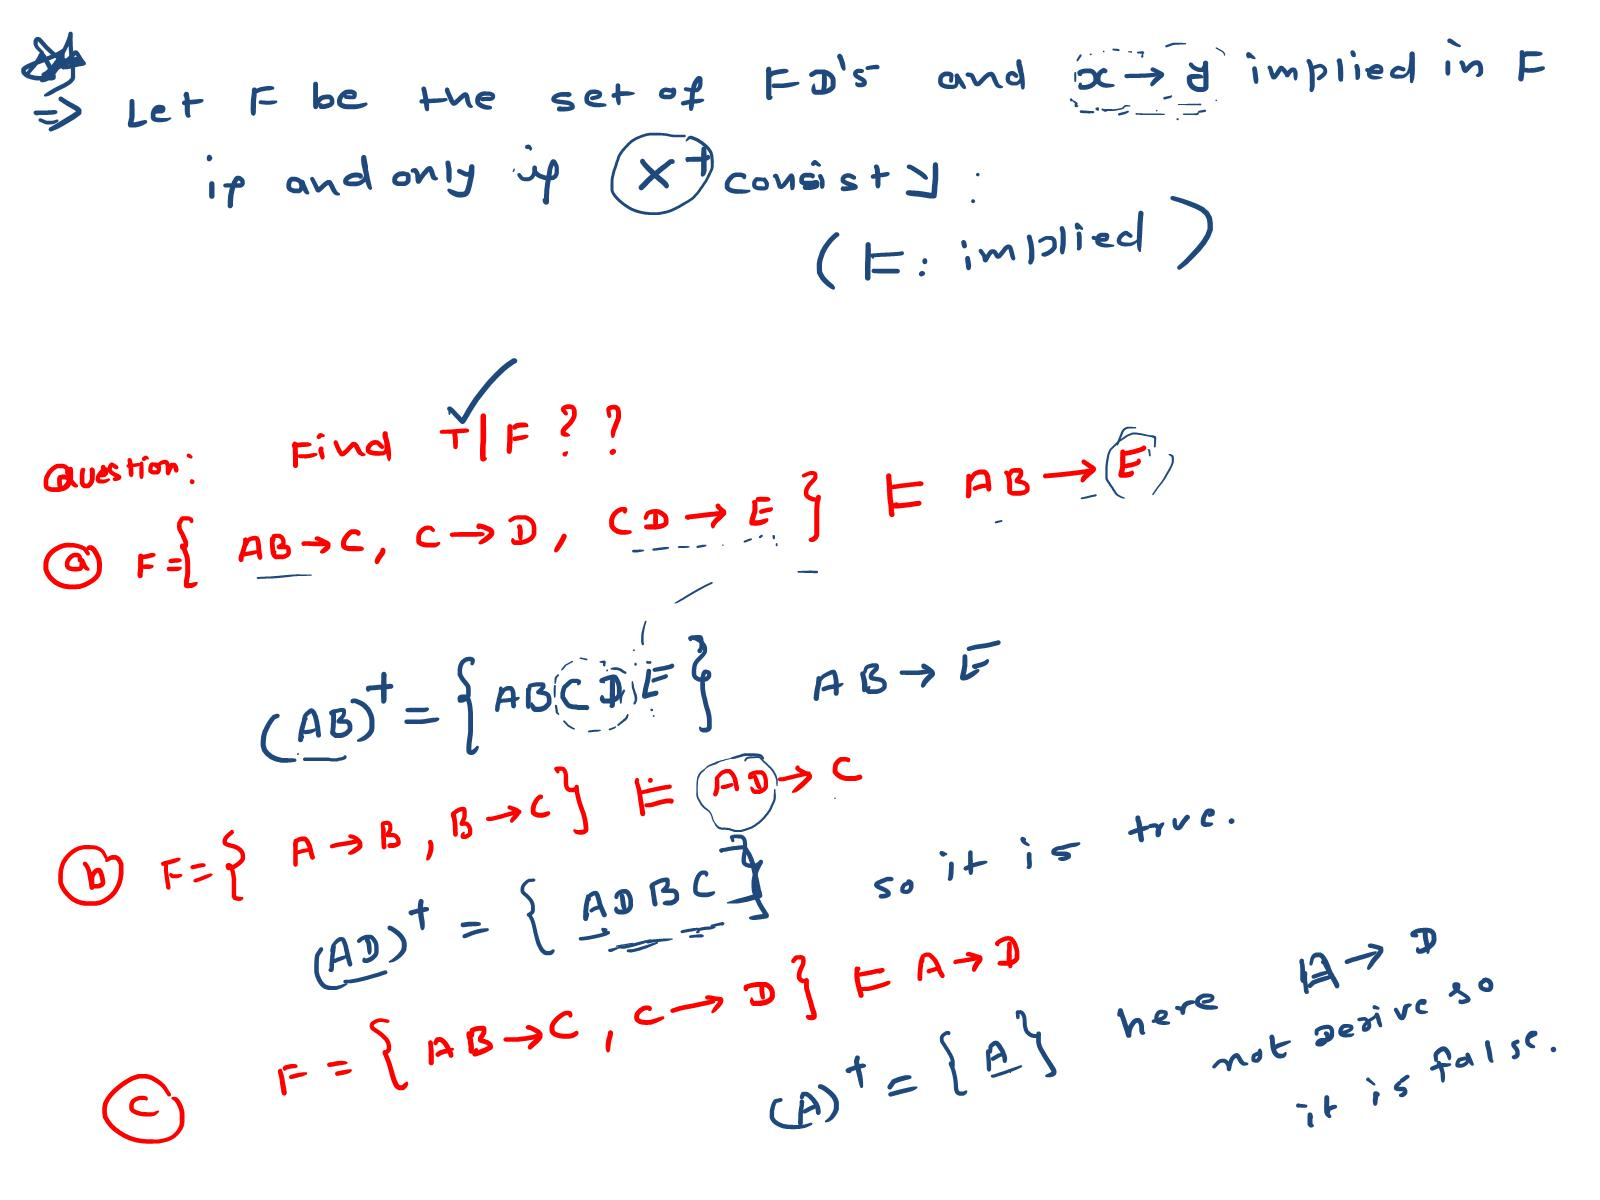 ⇒ Let F be the set of FD's and x → y implied in F
if and only if X⁺ consist y.
(⊨: implied)
Question: Find T|F ? ?
ⓐ F={ AB→C, C→D, CD→E } ⊨ AB→E
(AB)⁺ = { ABCDE } AB→E
ⓑ F={ A→B, B→C } ⊨ AD→C
(AD)⁺ = { ADBC } so it is true.
ⓒ F = { AB→C, C→D } ⊨ A→D
(A)⁺ = { A } here A→D
not derive so
it is false.